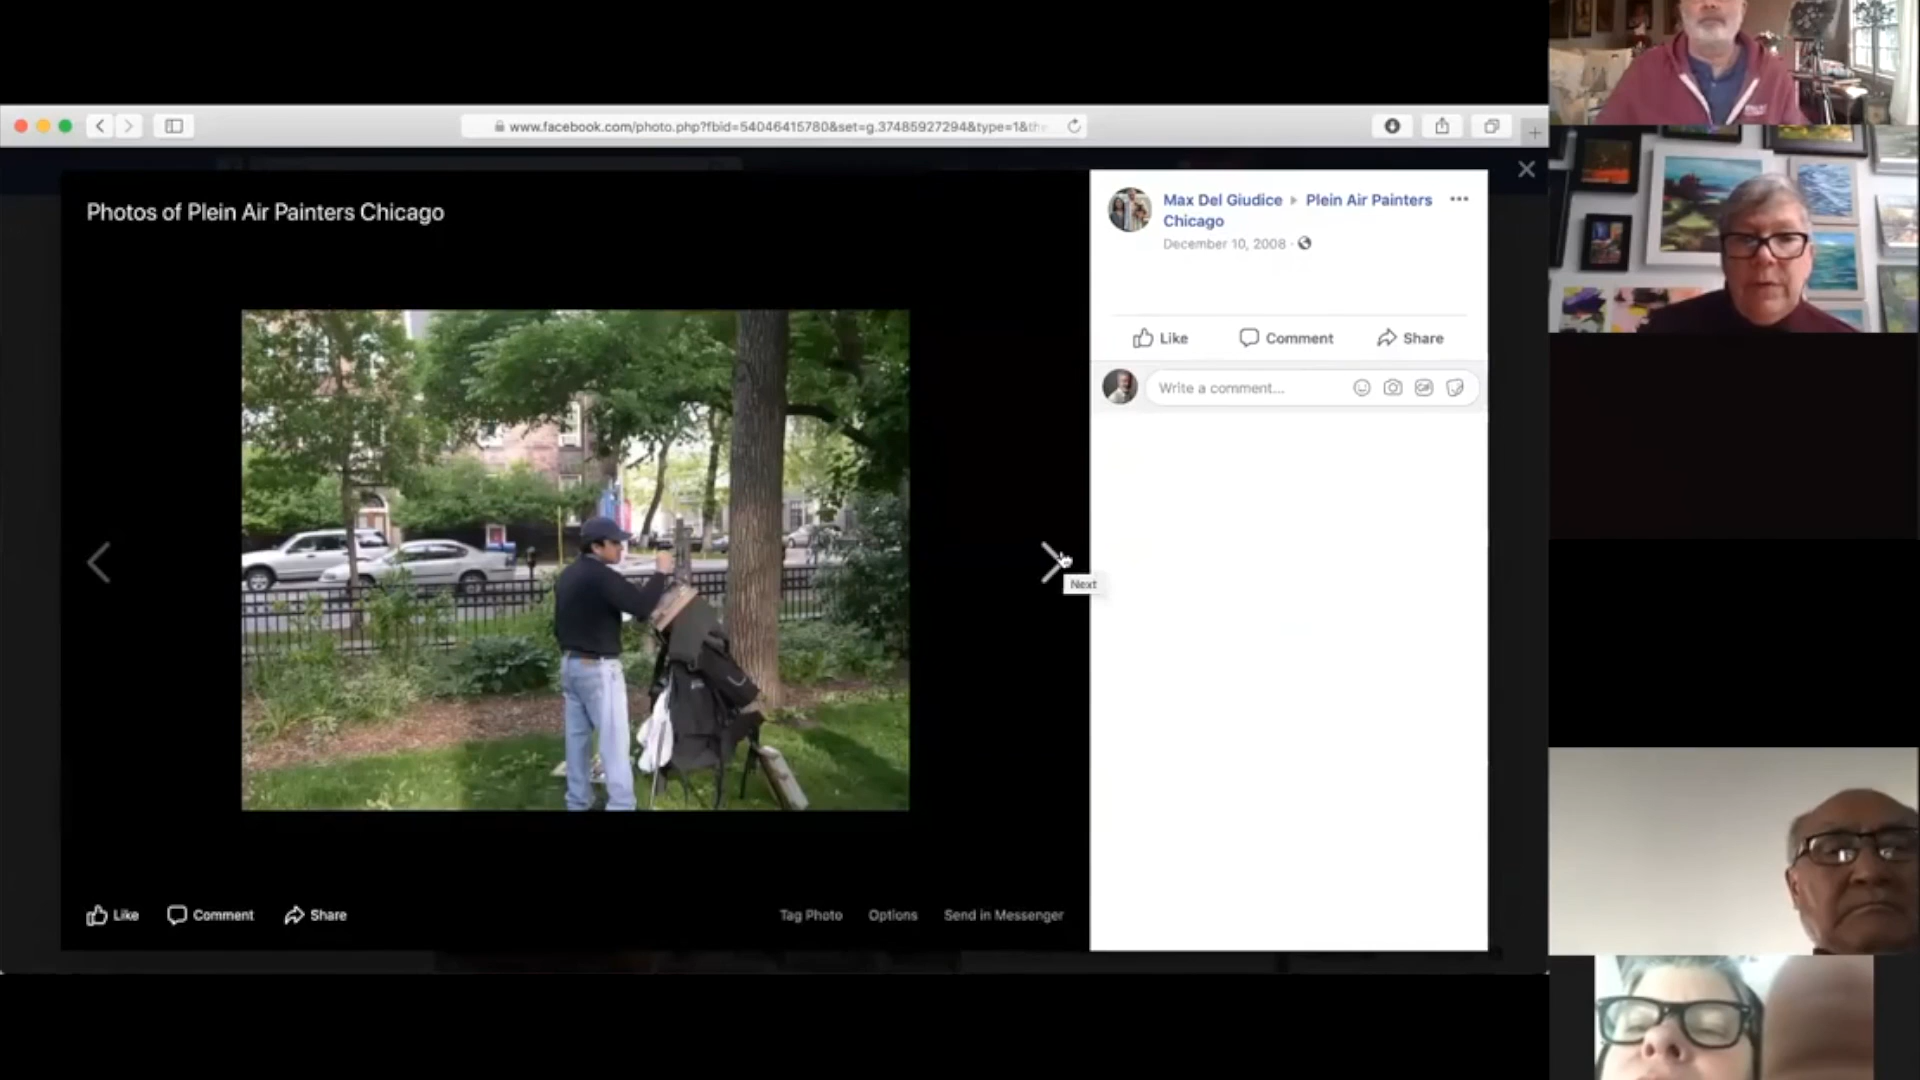 www.facebook.com/photo.php?fbid=54046415780&set=g.37485927294&type=1&the
Photos of Plein Air Painters Chicago
Max Del Giudice Plein Air Painters
Chicago
December 10, 2008
Like Comment Share
Write a comment...
GIF
Next
Like Comment Share Tag Photo Options Send in Messenger